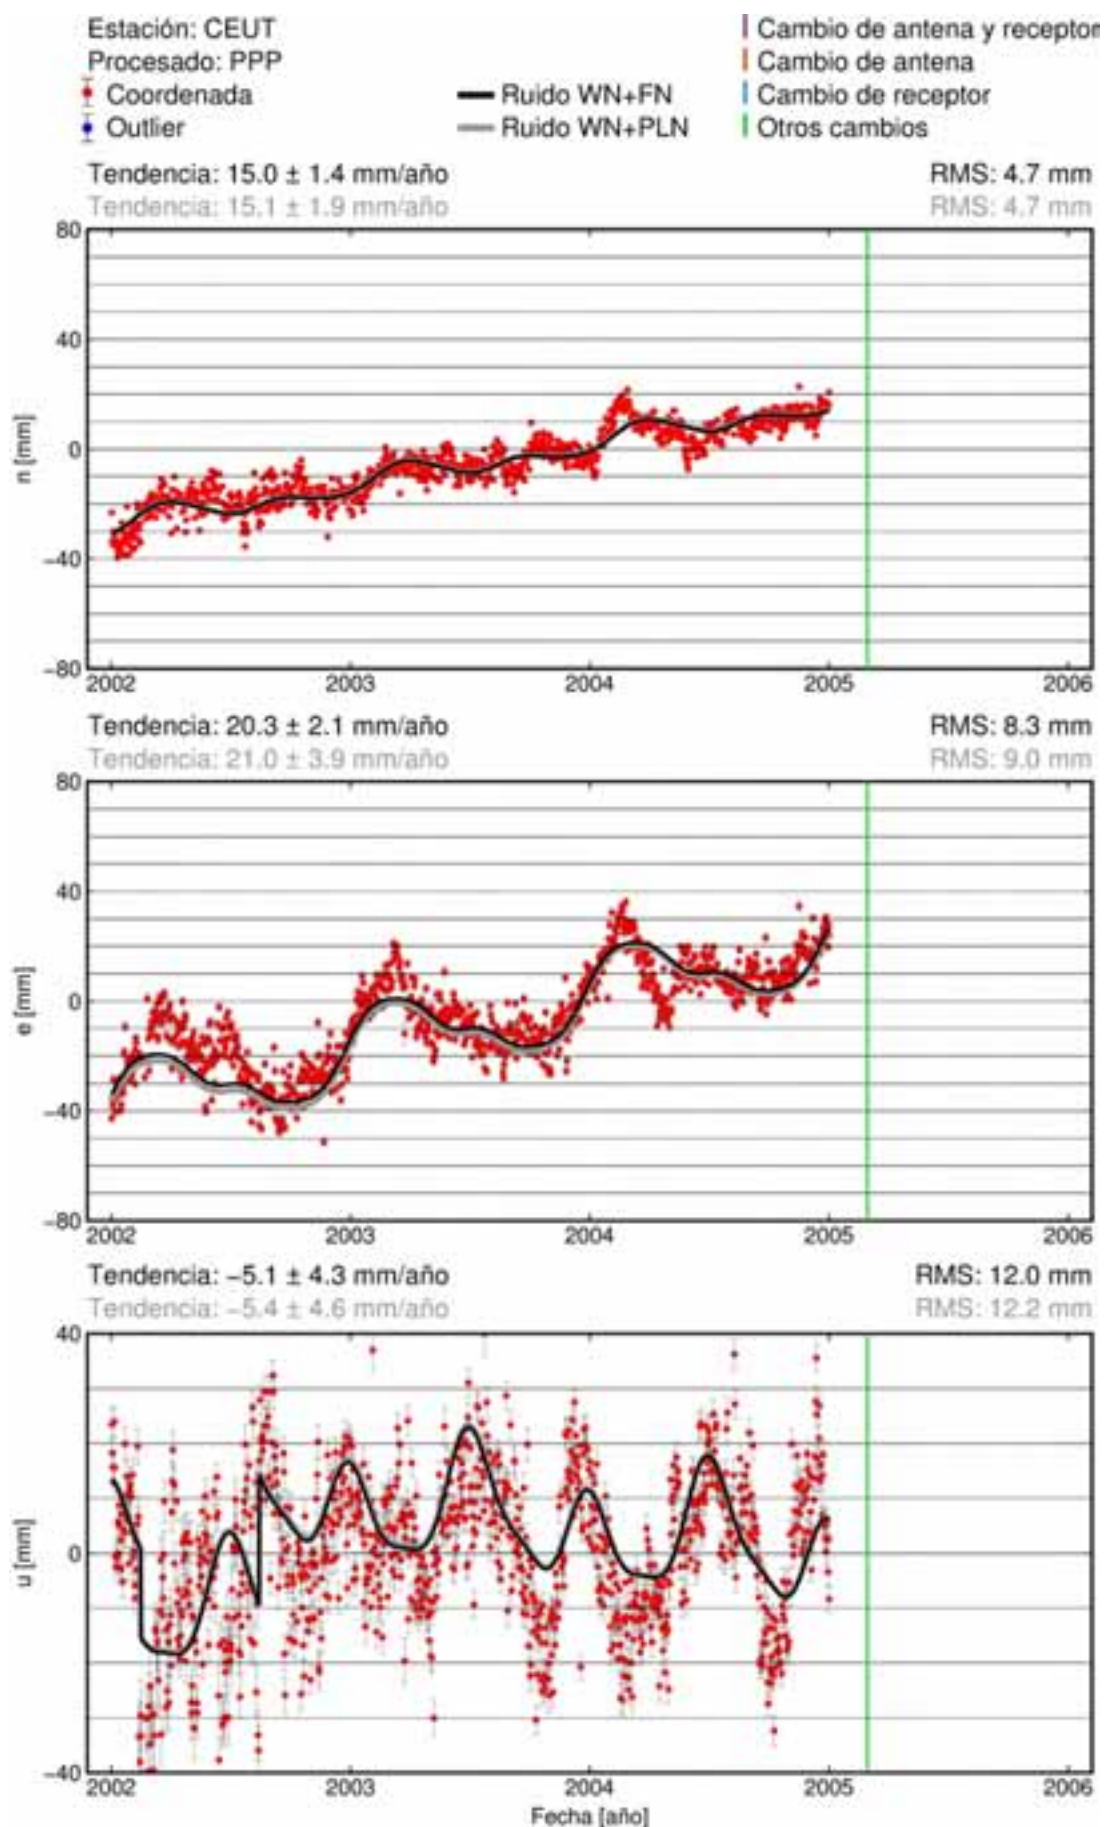 Estación: CEUT
Procesado: PPP
Coordenada
Outlier
Ruido WN+FN
Ruido WN+PLN
Cambio de antena y receptor
Cambio de antena
Cambio de receptor
Otros cambios
Tendencia: 15.0 ± 1.4 mm/año RMS: 4.7 mm
Tendencia: 15.1 ± 1.9 mm/año RMS: 4.7 mm
80
40
0
−40
−80
n [mm]
2002 2003 2004 2005 2006
Tendencia: 20.3 ± 2.1 mm/año RMS: 8.3 mm
Tendencia: 21.0 ± 3.9 mm/año RMS: 9.0 mm
80
40
0
−40
−80
e [mm]
2002 2003 2004 2005 2006
Tendencia: −5.1 ± 4.3 mm/año RMS: 12.0 mm
Tendencia: −5.4 ± 4.6 mm/año RMS: 12.2 mm
40
0
−40
u [mm]
2002 2003 2004 2005 2006
Fecha [año]